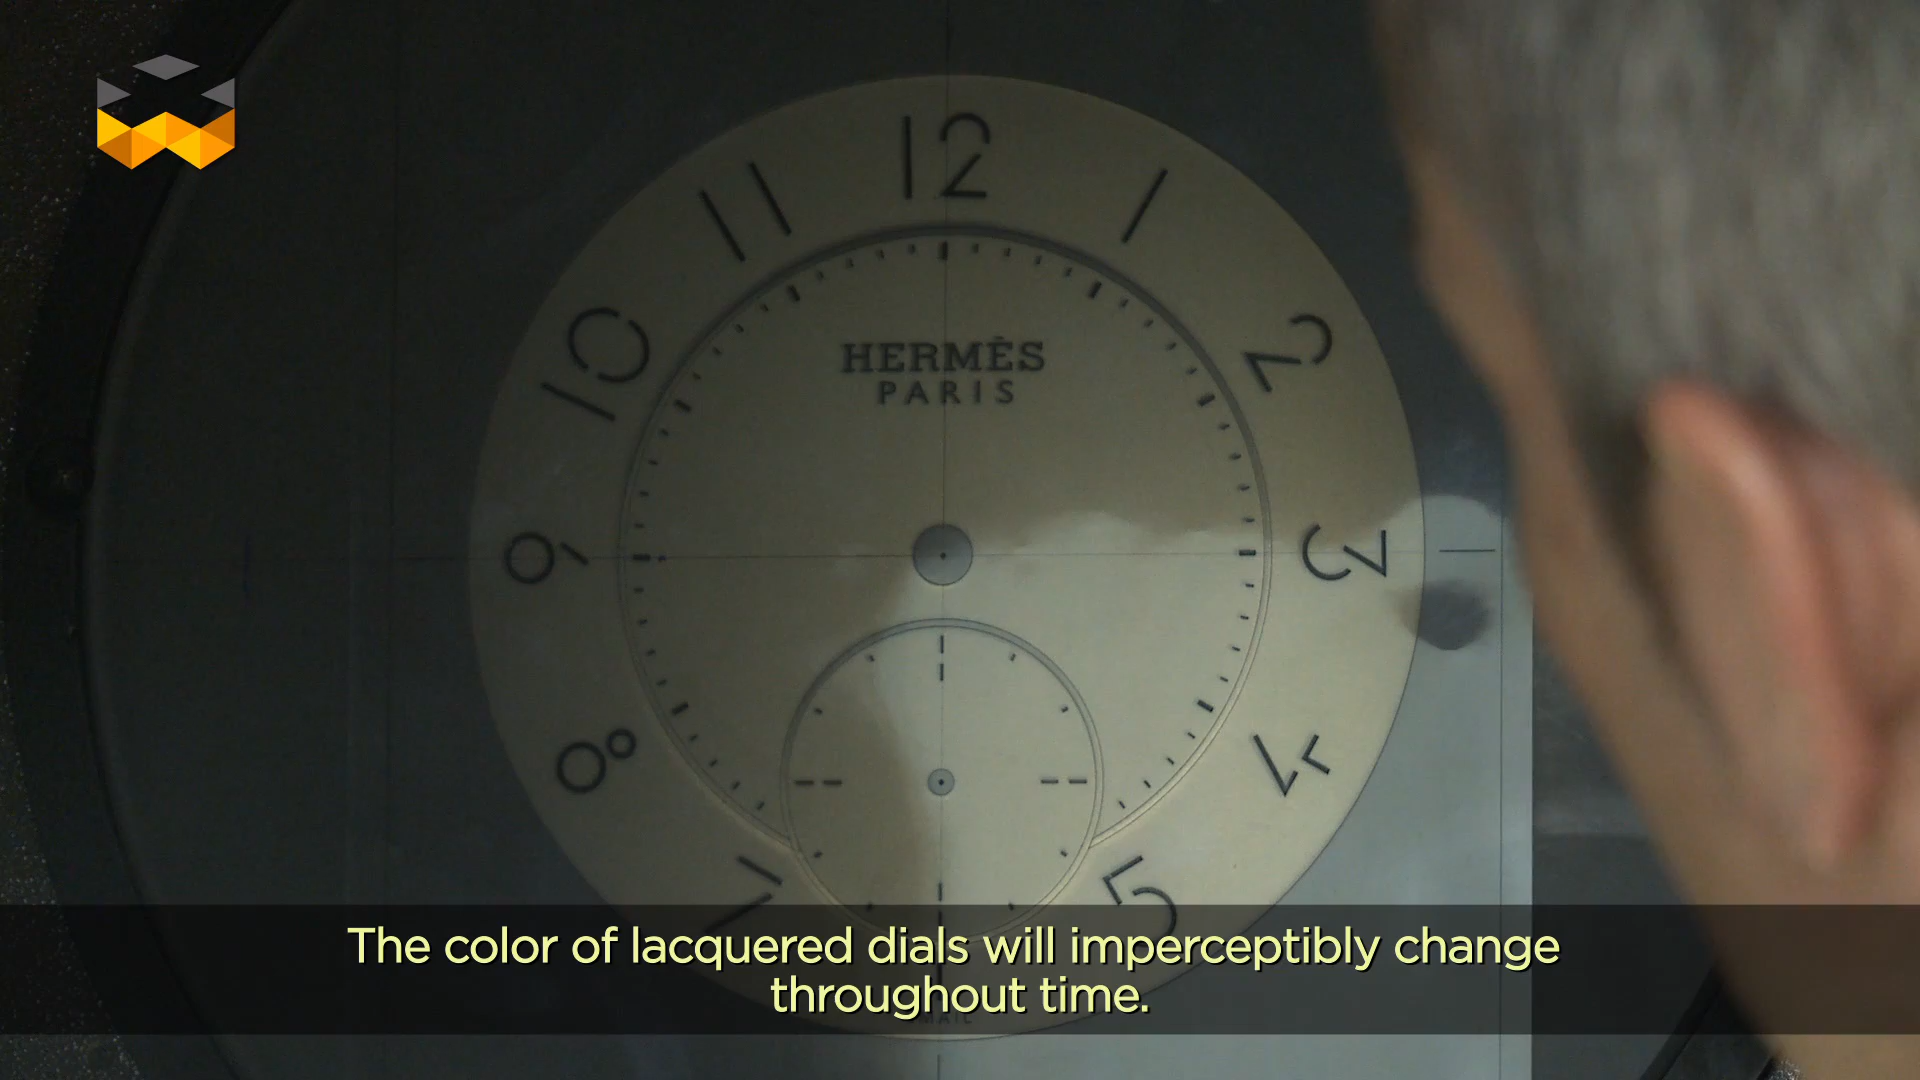 12
11
1
10
2
HERMÈS
PARIS
9
3
8
4
7
5
The color of lacquered dials will imperceptibly change
throughout time.